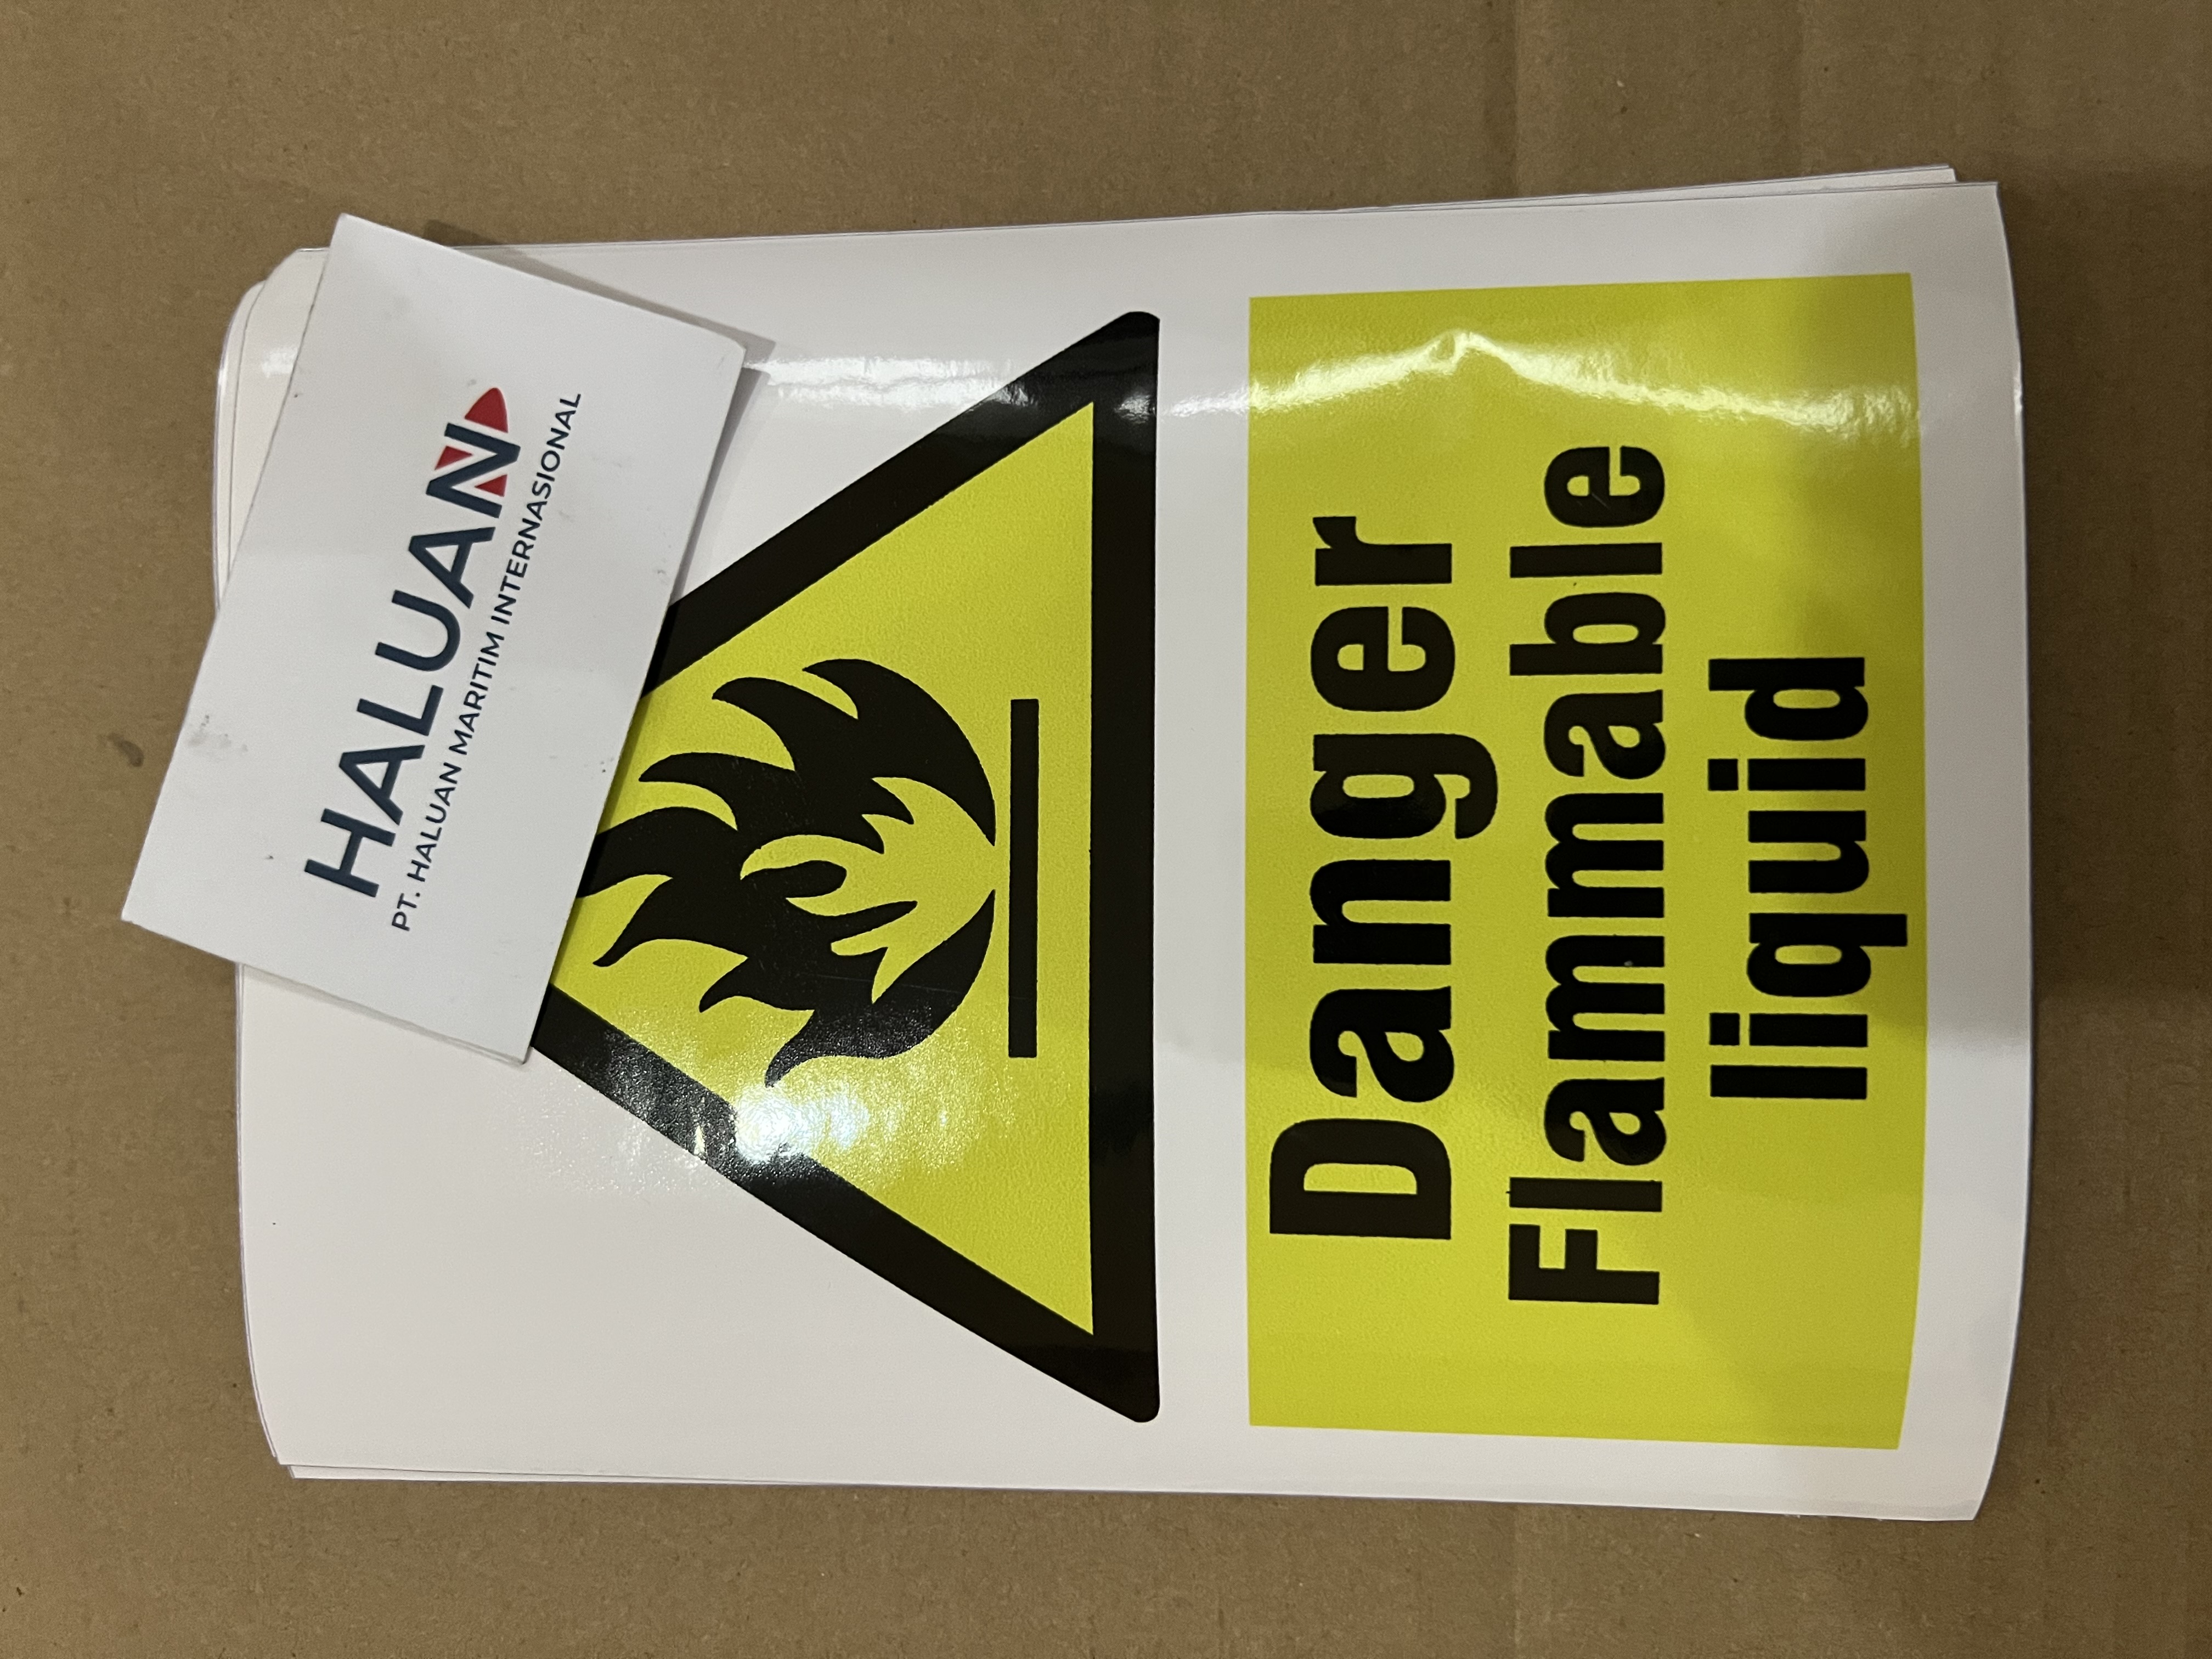 HALUAN
PT. HALUAN MARITIM INTERNASIONAL
Danger
Flammable
liquid